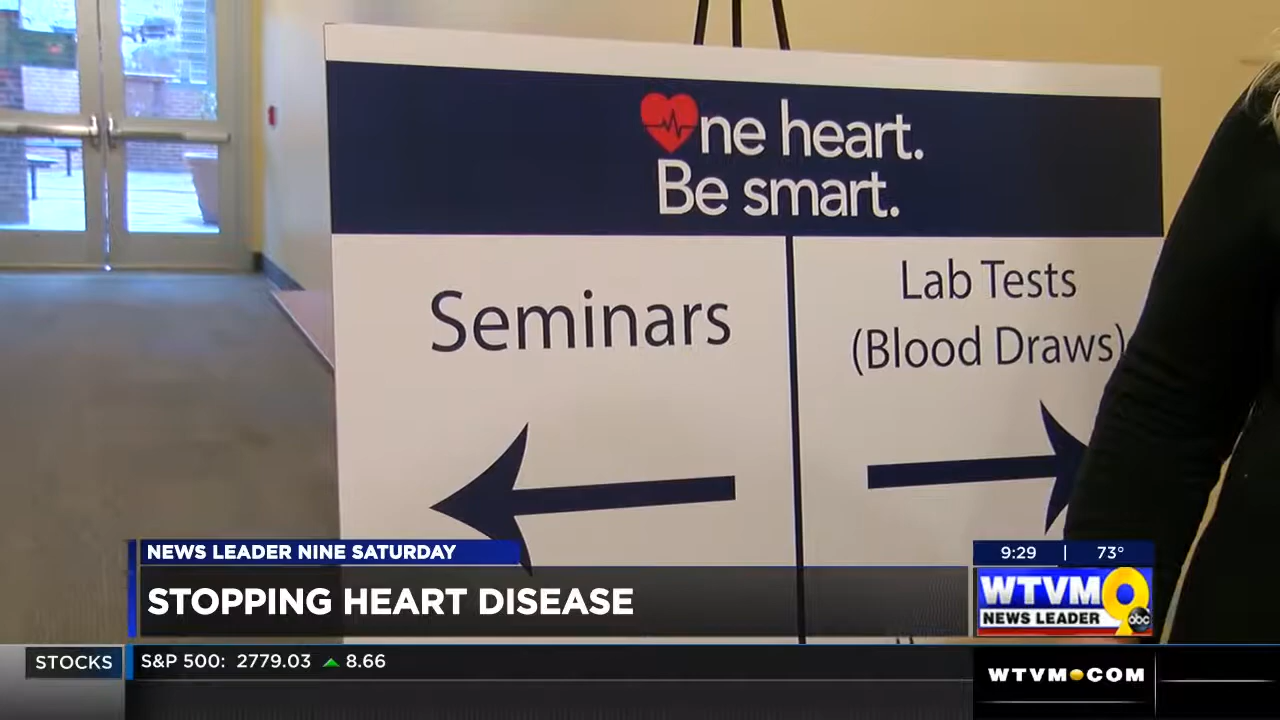 ♥ne heart.
Be smart.
Seminars
Lab Tests
(Blood Draws)
NEWS LEADER NINE SATURDAY
STOPPING HEART DISEASE
9:29 | 73°
WTVM 9
NEWS LEADER
abc
STOCKS
S&P 500: 2779.03 ▲ 8.66
WTVM.COM